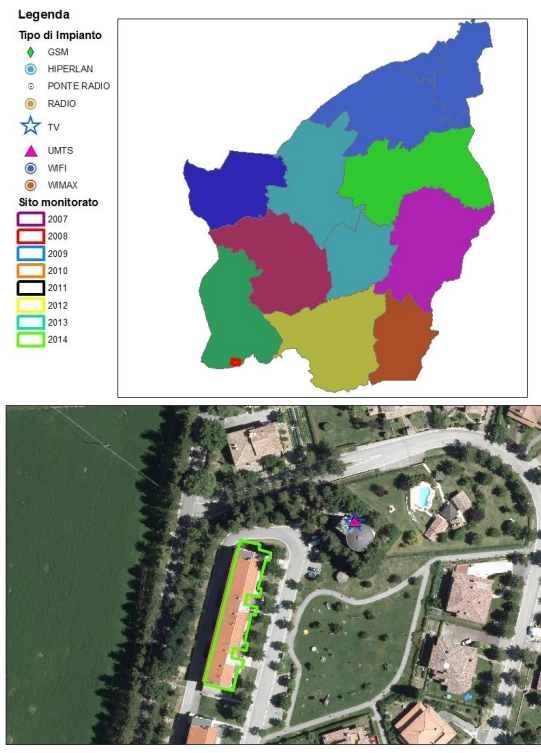 Legenda
Tipo di Impianto
GSM
HIPERLAN
PONTE RADIO
RADIO
TV
UMTS
WIFI
WIMAX
Sito monitorato
2007
2008
2009
2010
2011
2012
2013
2014